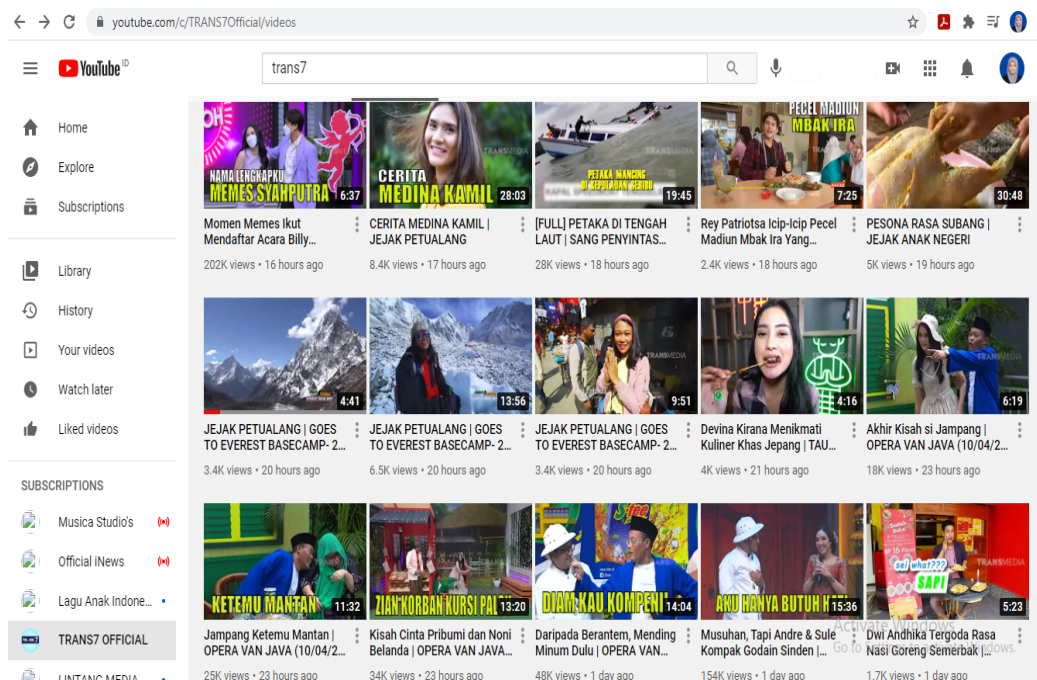 youtube.com/c/TRANS7Official/videos
YouTube ID
trans7
Home
Explore
Subscriptions
Library
History
Your videos
Watch later
Liked videos
SUBSCRIPTIONS
Musica Studio's
Official iNews
Lagu Anak Indone...
TRANS7 OFFICIAL
LINTANG MEDIA
NAMA LENGKAPKU
MEMES SYAHPUTRA
6:37
Momen Memes Ikut
Mendaftar Acara Billy...
202K views • 16 hours ago
TRANSMEDIA
CERITA
MEDINA KAMIL
28:03
CERITA MEDINA KAMIL |
JEJAK PETUALANG
8.4K views • 17 hours ago
TRANSMEDIA
PETAKA MANCING
DI KEPULAUAN SERIBU
19:45
[FULL] PETAKA DI TENGAH
LAUT | SANG PENYINTAS...
28K views • 18 hours ago
PECEL MADIUN
MBAK IRA
7:25
Rey Patriotsa Icip-Icip Pecel
Madiun Mbak Ira Yang...
2.4K views • 18 hours ago
TRANSMEDIA
30:48
PESONA RASA SUBANG |
JEJAK ANAK NEGERI
5K views • 19 hours ago
4:41
JEJAK PETUALANG | GOES
TO EVEREST BASECAMP- 2...
3.4K views • 20 hours ago
13:56
JEJAK PETUALANG | GOES
TO EVEREST BASECAMP- 2...
6.5K views • 20 hours ago
TRANSMEDIA
9:51
JEJAK PETUALANG | GOES
TO EVEREST BASECAMP- 2...
3.4K views • 20 hours ago
TRANSMEDIA
4:16
Devina Kirana Menikmati
Kuliner Khas Jepang | TAU...
4K views • 21 hours ago
TRANSMEDIA
6:19
Akhir Kisah si Jampang |
OPERA VAN JAVA (10/04/2...
18K views • 23 hours ago
KETEMU MANTAN
11:32
Jampang Ketemu Mantan |
OPERA VAN JAVA (10/04/2...
25K views • 23 hours ago
TRANSMEDIA
ZIAN KORBAN KURSI
13:20
Kisah Cinta Pribumi dan Noni
Belanda | OPERA VAN JAVA...
34K views • 23 hours ago
TRANSMEDIA
DIAM KAU KOMPENI
14:04
Daripada Berantem, Mending
Minum Dulu | OPERA VAN...
48K views • 1 day ago
TRANSMEDIA
AKU HANYA BUTUH
15:36
Musuhan, Tapi Andre & Sule
Kompak Godain Sinden |...
154K views • 1 day ago
TRANSMEDIA
sei what???
SAPI
5:23
Dwi Andhika Tergoda Rasa
Nasi Goreng Semerbak |...
1.7K views • 1 day ago
Activate Windows
Go to Settings to activate Windows.